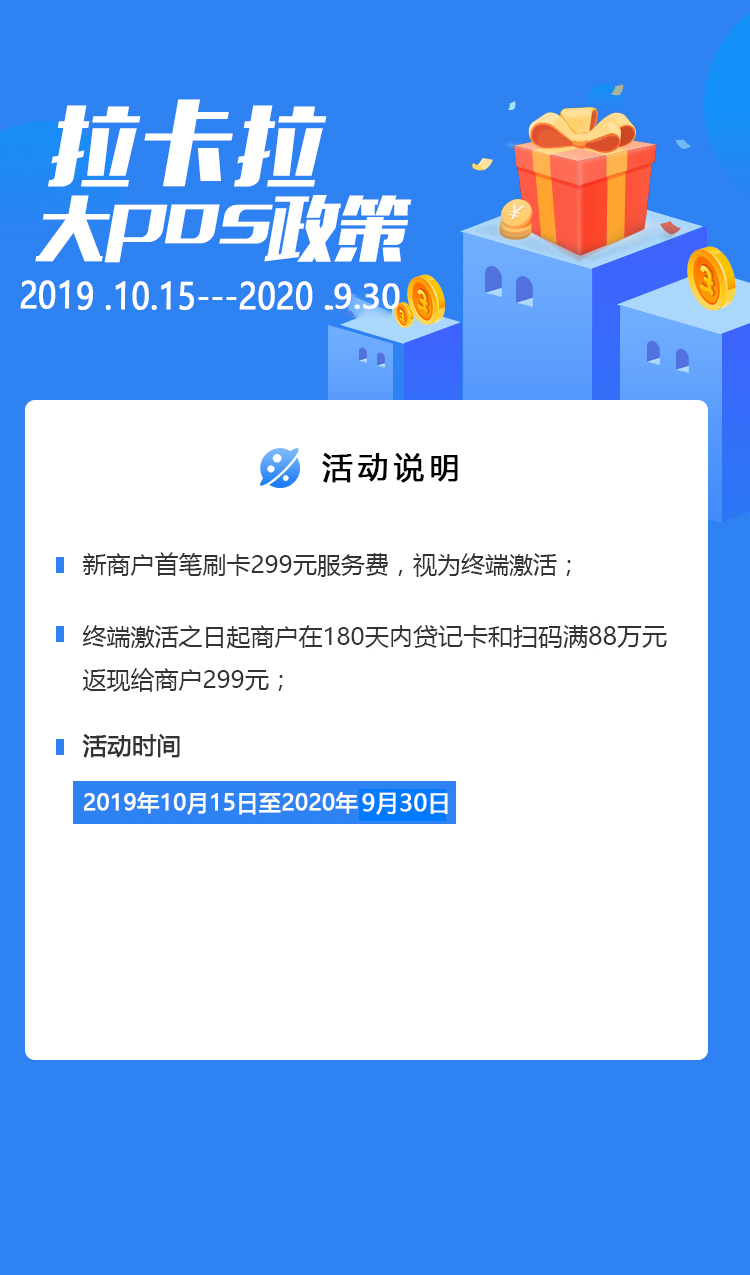 拉卡拉
大POS政策
2019 .10.15---2020 .9.30
活动说明
新商户首笔刷卡299元服务费，视为终端激活；
终端激活之日起商户在180天内贷记卡和扫码满88万元
返现给商户299元；
活动时间
2019年10月15日至2020年9月30日